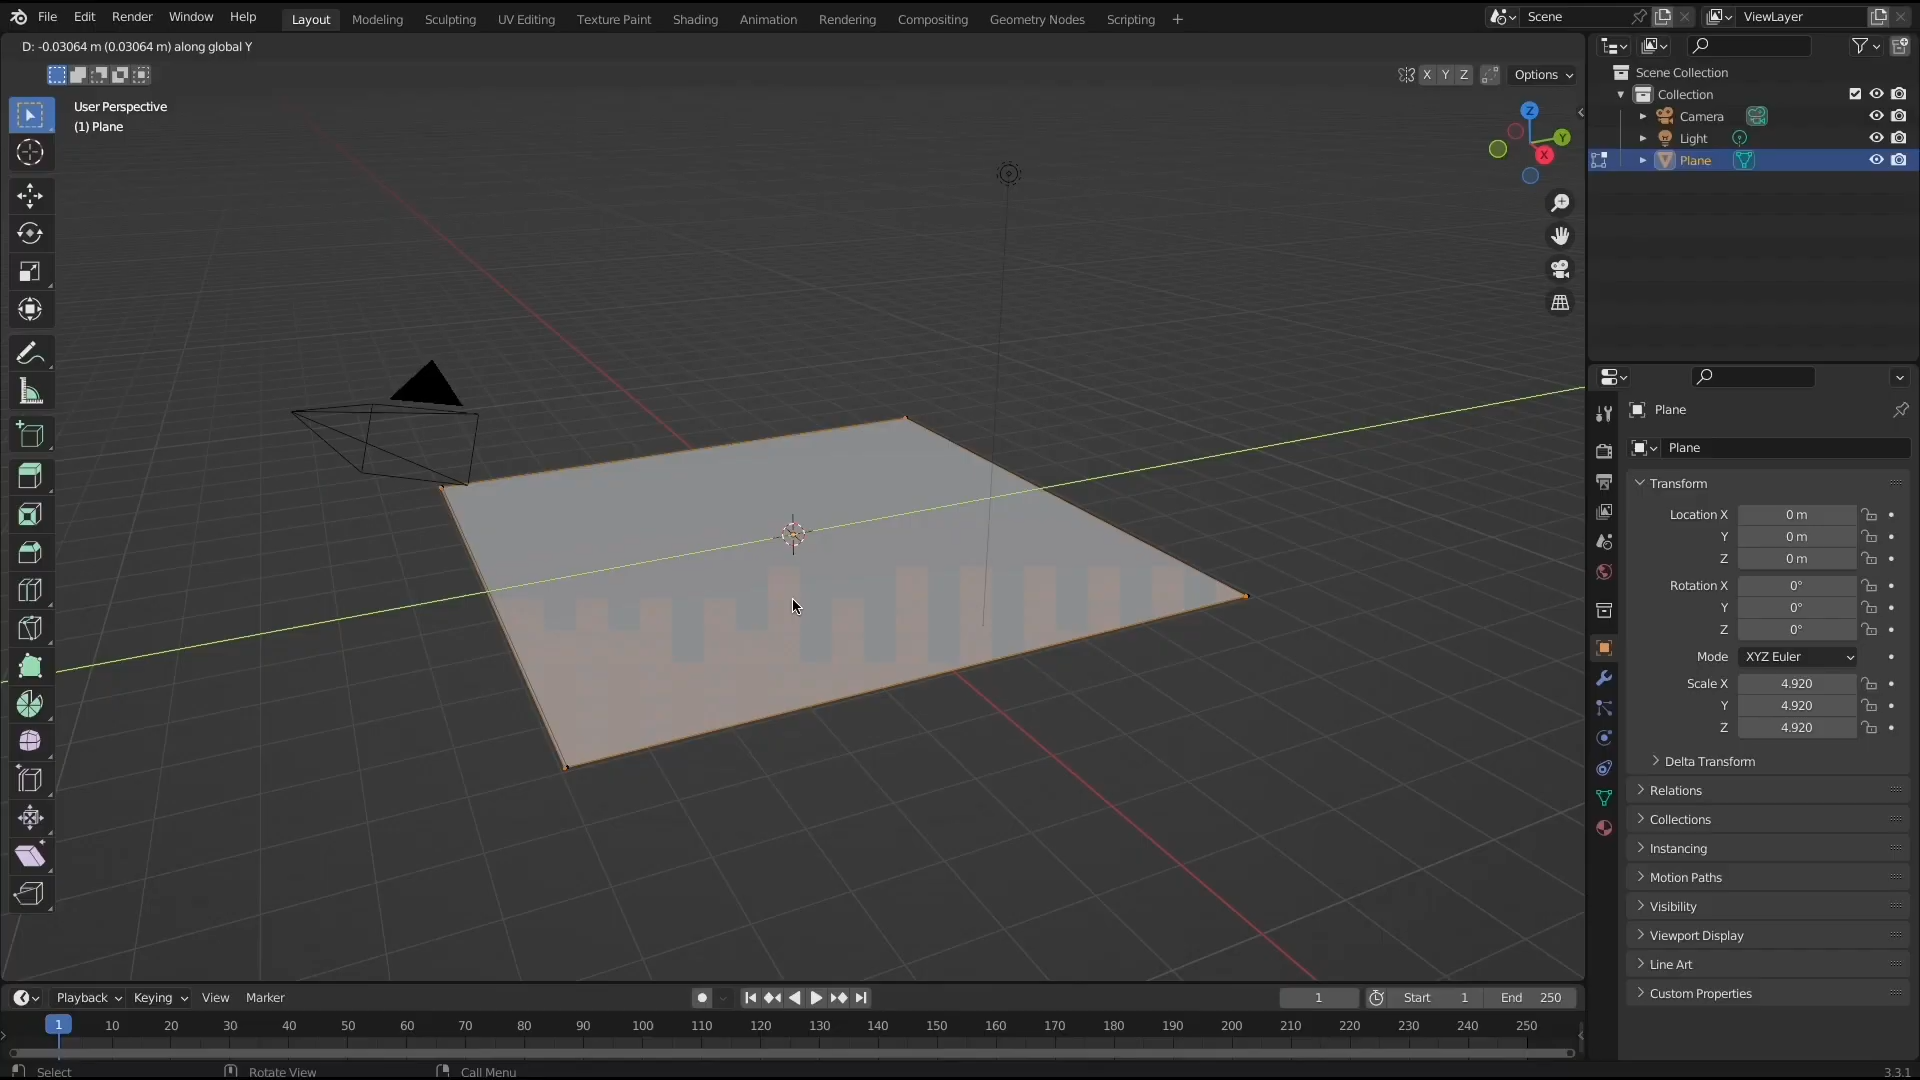 File Edit Render Window Help Layout Modeling Sculpting UV Editing Texture Paint Shading Animation Rendering Compositing Geometry Nodes Scripting + Scene ViewLayer
D: -0.03064 m (0.03064 m) along global Y
X Y Z Options
User Perspective
(1) Plane
Z
Y
X
Scene Collection
Collection
Camera
Light
Plane
Plane
Plane
Transform
Location X 0 m
Y 0 m
Z 0 m
Rotation X 0°
Y 0°
Z 0°
Mode XYZ Euler
Scale X 4.920
Y 4.920
Z 4.920
Delta Transform
Relations
Collections
Instancing
Motion Paths
Visibility
Viewport Display
Line Art
Custom Properties
Playback Keying View Marker 1 Start 1 End 250
1 10 20 30 40 50 60 70 80 90 100 110 120 130 140 150 160 170 180 190 200 210 220 230 240 250
Select Rotate View Call Menu 3.3.1